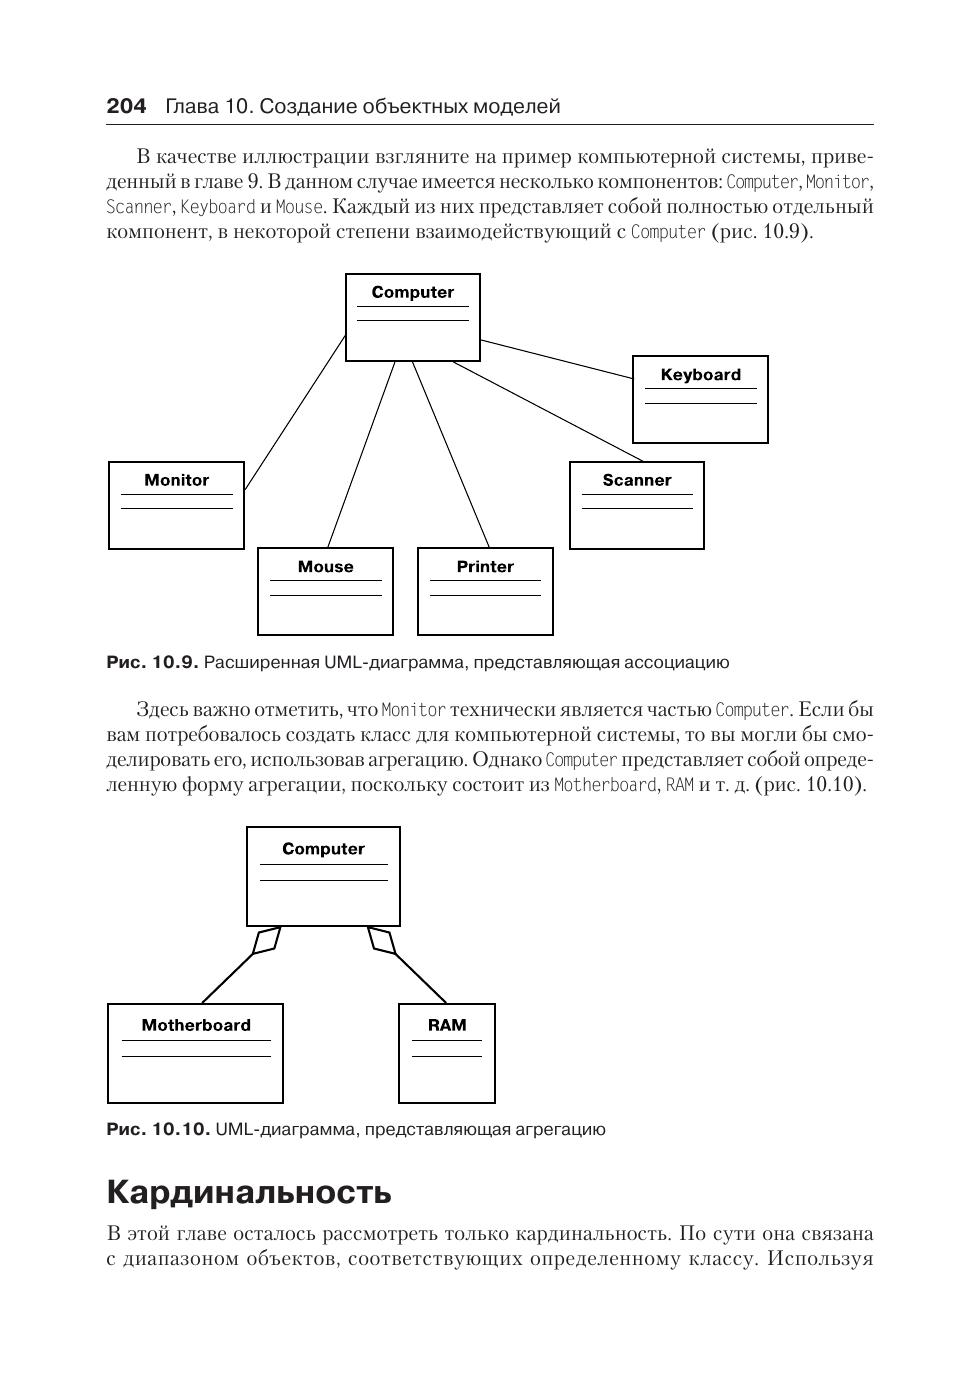 204 Глава 10. Создание объектных моделей
В качестве иллюстрации взгляните на пример компьютерной системы, приве-
денный в главе 9. В данном случае имеется несколько компонентов: Computer, Monitor,
Scanner, Keyboard и Mouse. Каждый из них представляет собой полностью отдельный
компонент, в некоторой степени взаимодействующий с Computer (рис. 10.9).
Computer
Keyboard
Monitor
Scanner
Mouse
Printer
Рис. 10.9. Расширенная UML-диаграмма, представляющая ассоциацию
Здесь важно отметить, что Monitor технически является частью Computer. Если бы
вам потребовалось создать класс для компьютерной системы, то вы могли бы смо-
делировать его, использовав агрегацию. Однако Computer представляет собой опреде-
ленную форму агрегации, поскольку состоит из Motherboard, RAM и т. д. (рис. 10.10).
Computer
Motherboard
RAM
Рис. 10.10. UML-диаграмма, представляющая агрегацию
Кардинальность
В этой главе осталось рассмотреть только кардинальность. По сути она связана
с диапазоном объектов, соответствующих определенному классу. Используя